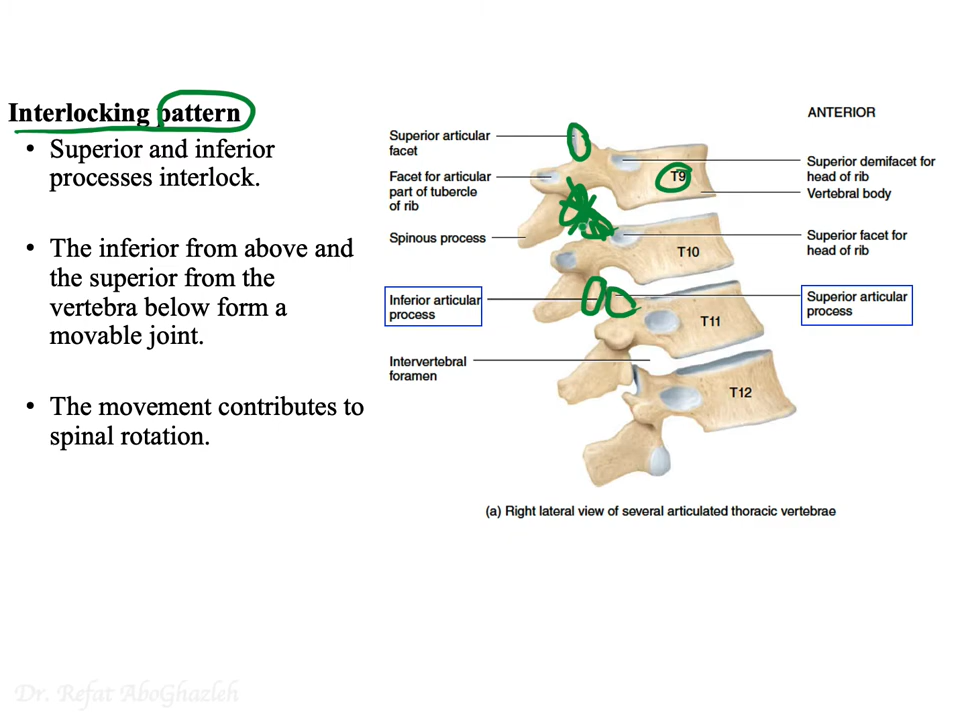 Interlocking pattern
• Superior and inferior
processes interlock.
• The inferior from above and
the superior from the
vertebra below form a
movable joint.
• The movement contributes to
spinal rotation.
ANTERIOR
Superior articular
facet
Facet for articular
part of tubercle
of rib
Spinous process
Inferior articular
process
Intervertebral
foramen
Superior demifacet for
head of rib
Vertebral body
Superior facet for
head of rib
Superior articular
process
T9
T10
T11
T12
(a) Right lateral view of several articulated thoracic vertebrae
Dr. Refat AboGhazleh